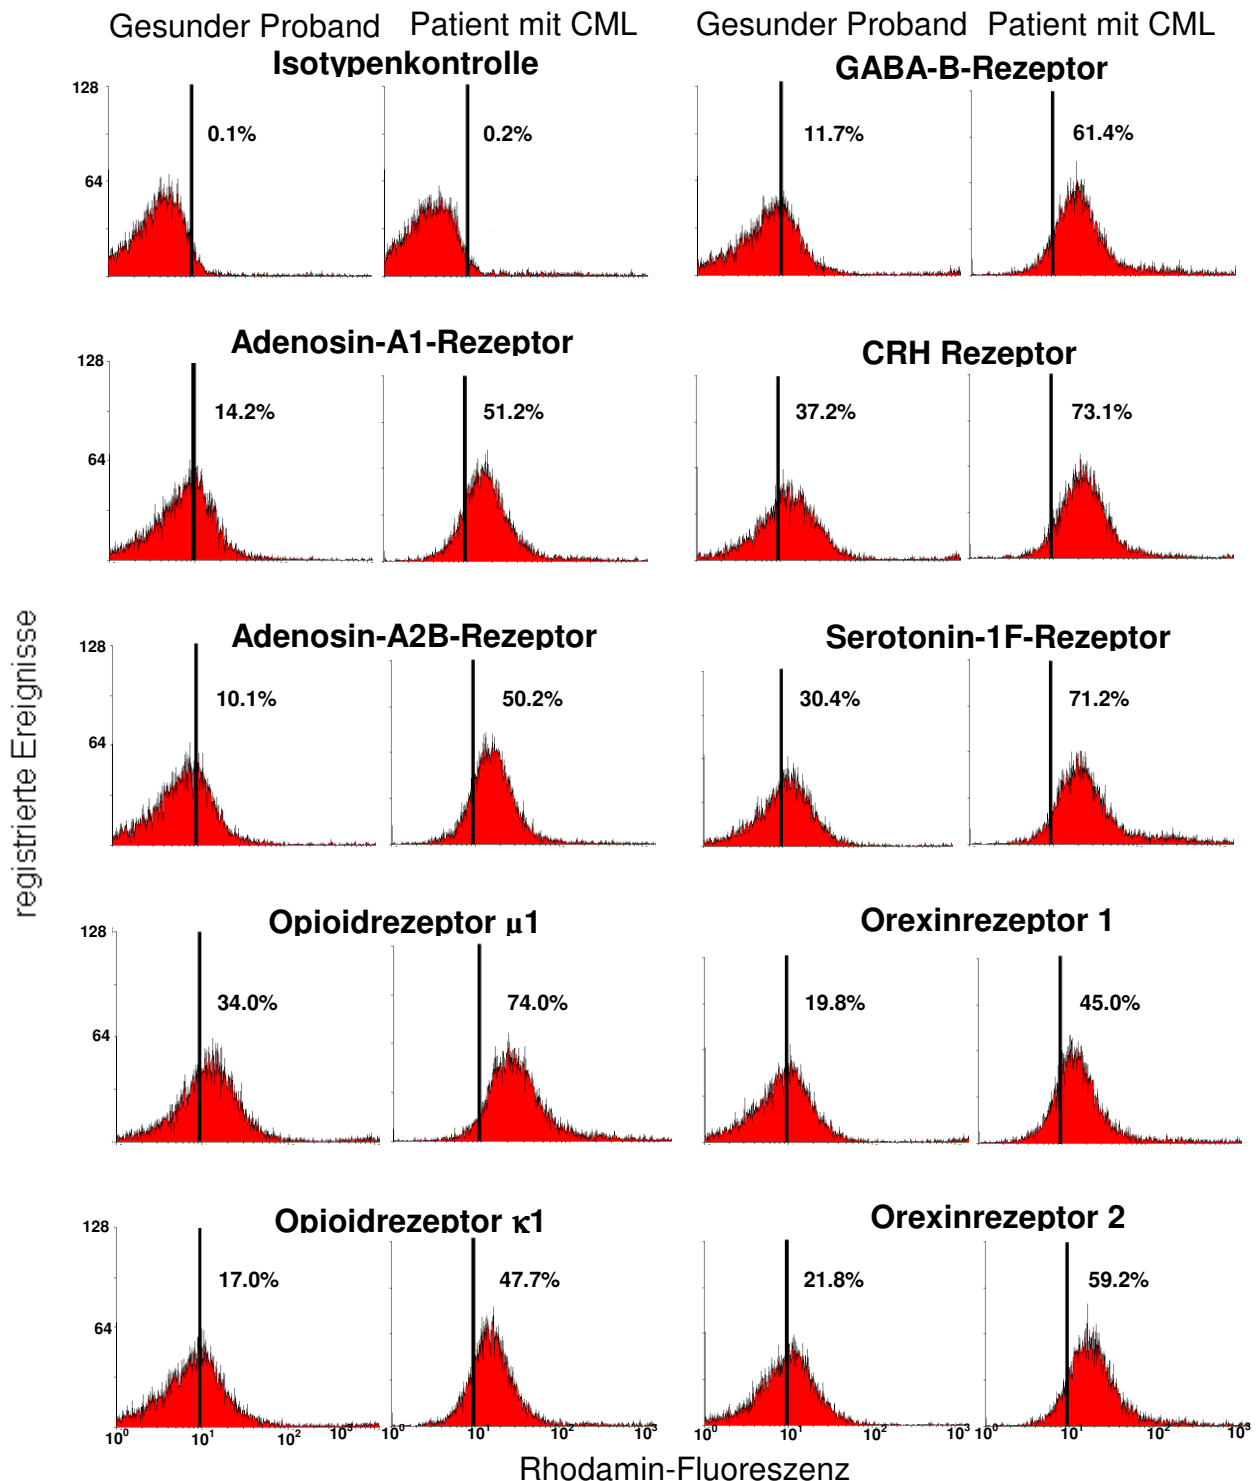 Gesunder Proband Patient mit CML Gesunder Proband Patient mit CML
Isotypenkontrolle GABA-B-Rezeptor
128
0.1% 0.2% 11.7% 61.4%
64
Adenosin-A1-Rezeptor CRH Rezeptor
128
14.2% 51.2% 37.2% 73.1%
64
Adenosin-A2B-Rezeptor Serotonin-1F-Rezeptor
128
10.1% 50.2% 30.4% 71.2%
64
registrierte Ereignisse
Opioidrezeptor μ1 Orexinrezeptor 1
128
34.0% 74.0% 19.8% 45.0%
64
Opioidrezeptor κ1 Orexinrezeptor 2
128
17.0% 47.7% 21.8% 59.2%
64
10⁰ 10¹ 10² 10³ 10¹ 10² 10³ 10⁰ 10¹ 10² 10³ 10¹ 10² 10³
Rhodamin-Fluoreszenz